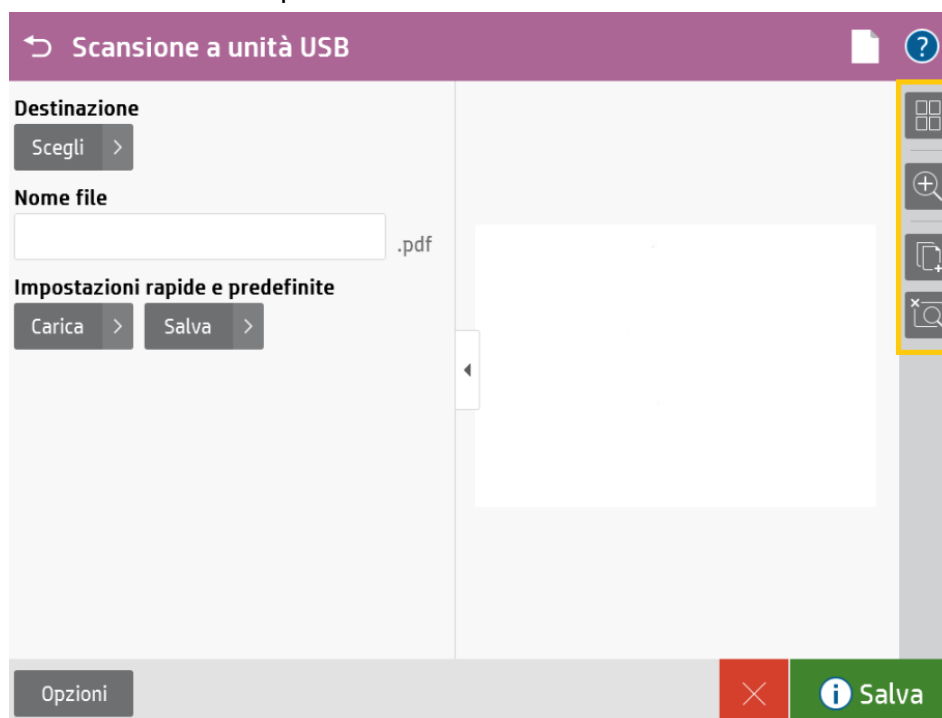 Scansione a unità USB
?
Destinazione
Scegli >
Nome file
.pdf
Impostazioni rapide e predefinite
Carica > Salva >
Opzioni
i Salva